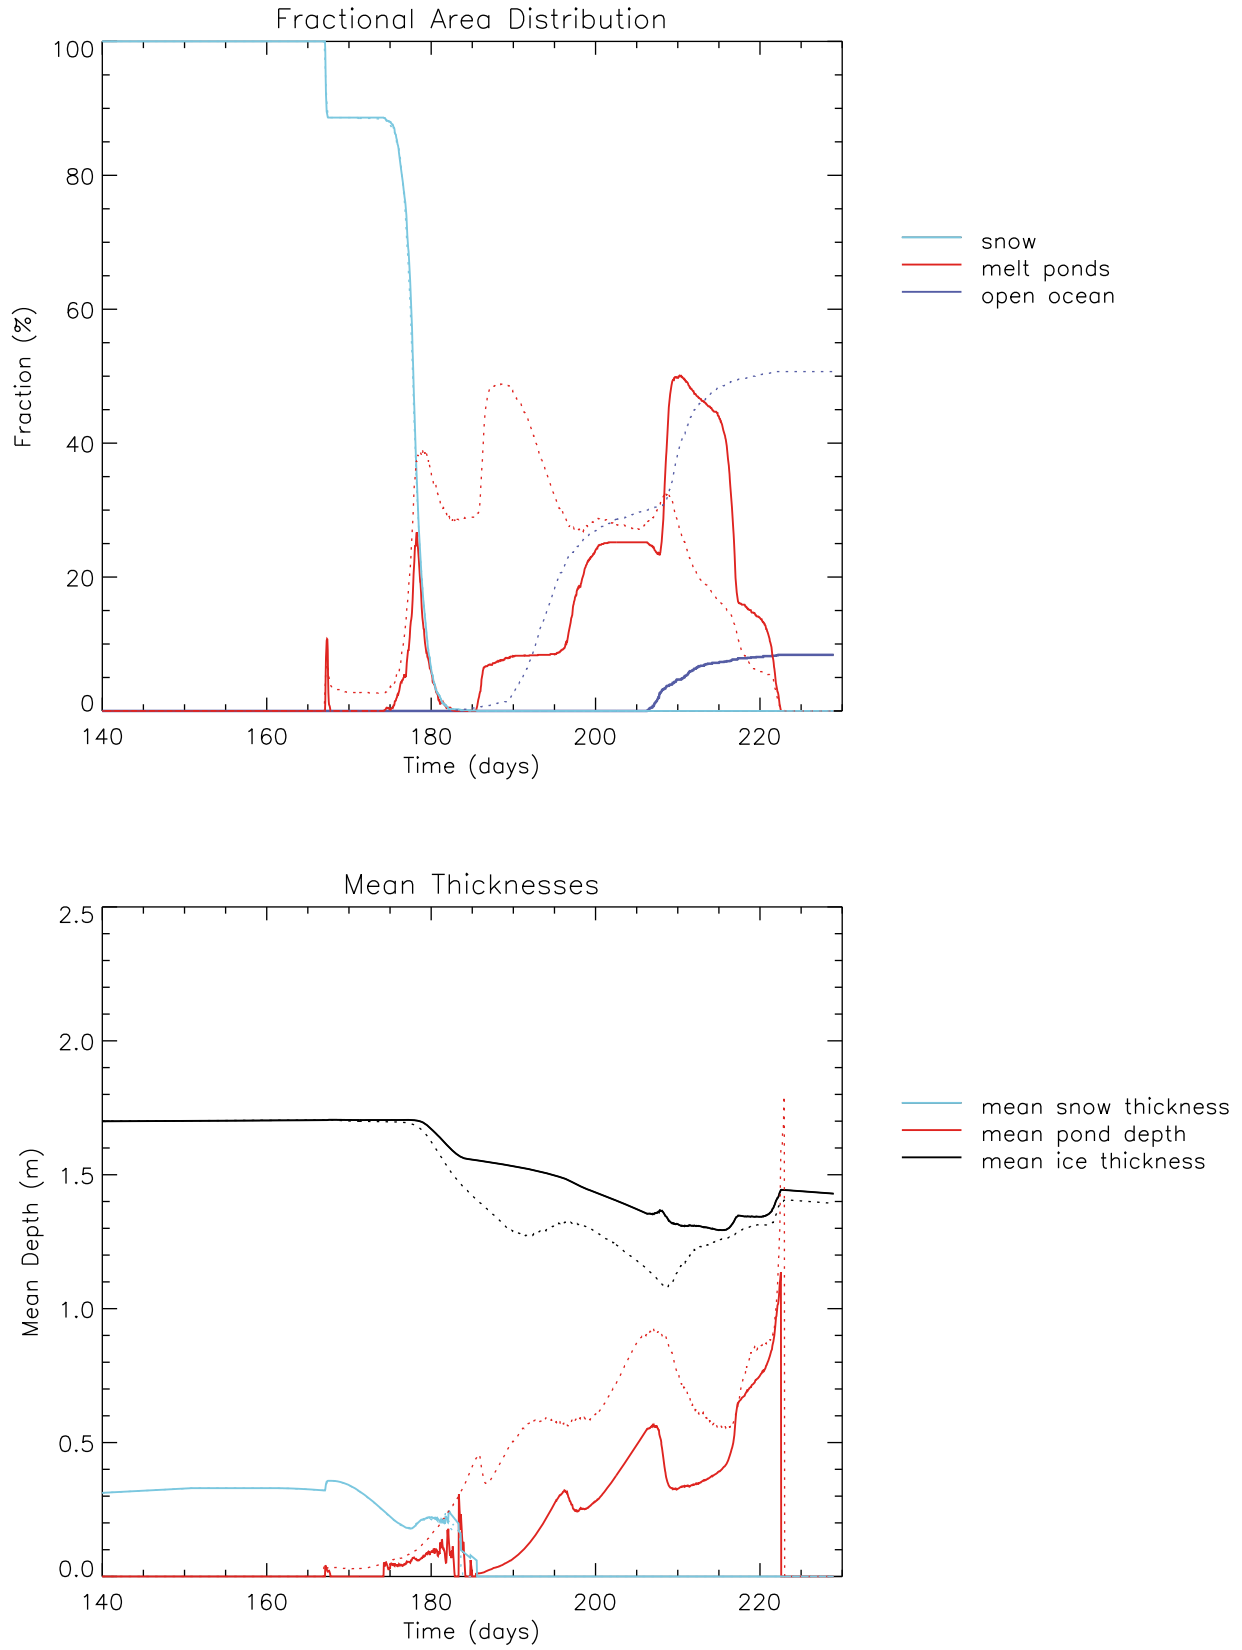 Fractional Area Distribution
100
80
60
40
20
0
Fraction (%)
140 160 180 200 220
Time (days)
snow
melt ponds
open ocean
Mean Thicknesses
2.5
2.0
1.5
1.0
0.5
0.0
Mean Depth (m)
140 160 180 200 220
Time (days)
mean snow thickness
mean pond depth
mean ice thickness